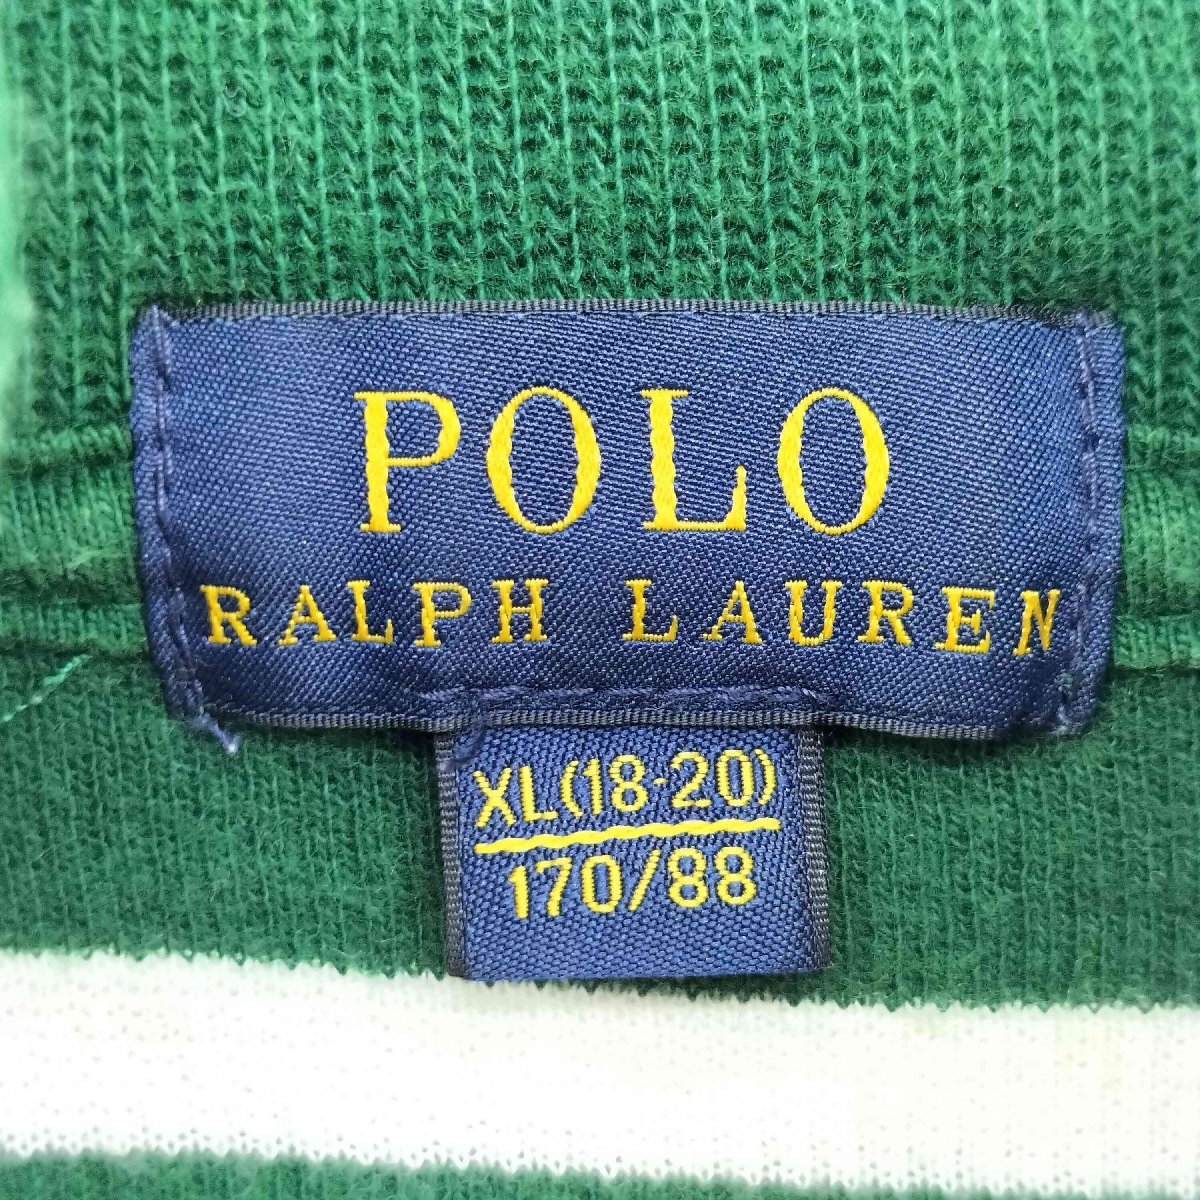 POLO
RALPH LAUREN
XL(18-20)
170/88